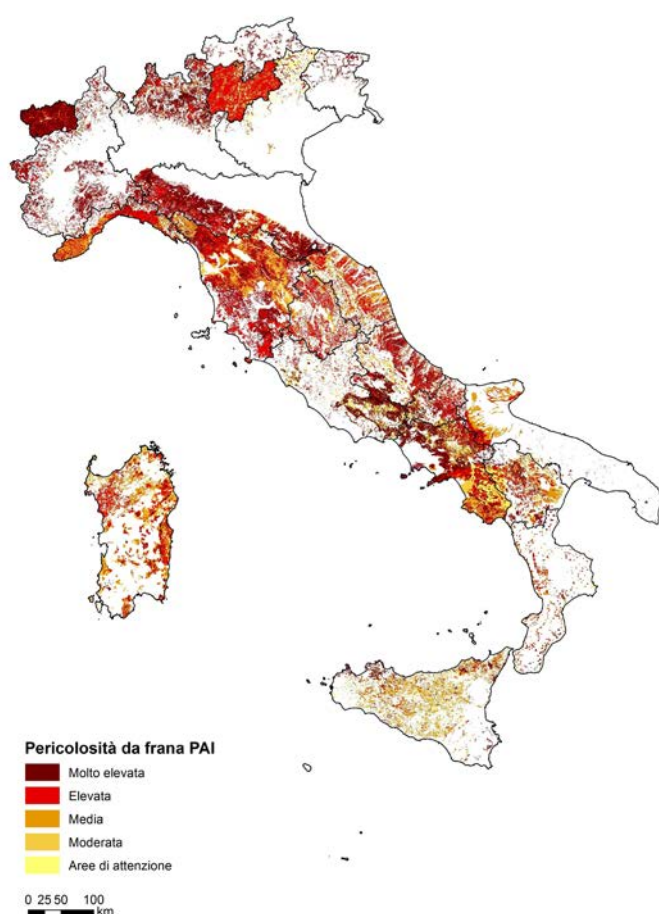 Pericolosità da frana PAI
Molto elevata
Elevata
Media
Moderata
Aree di attenzione
0 25 50 100
km